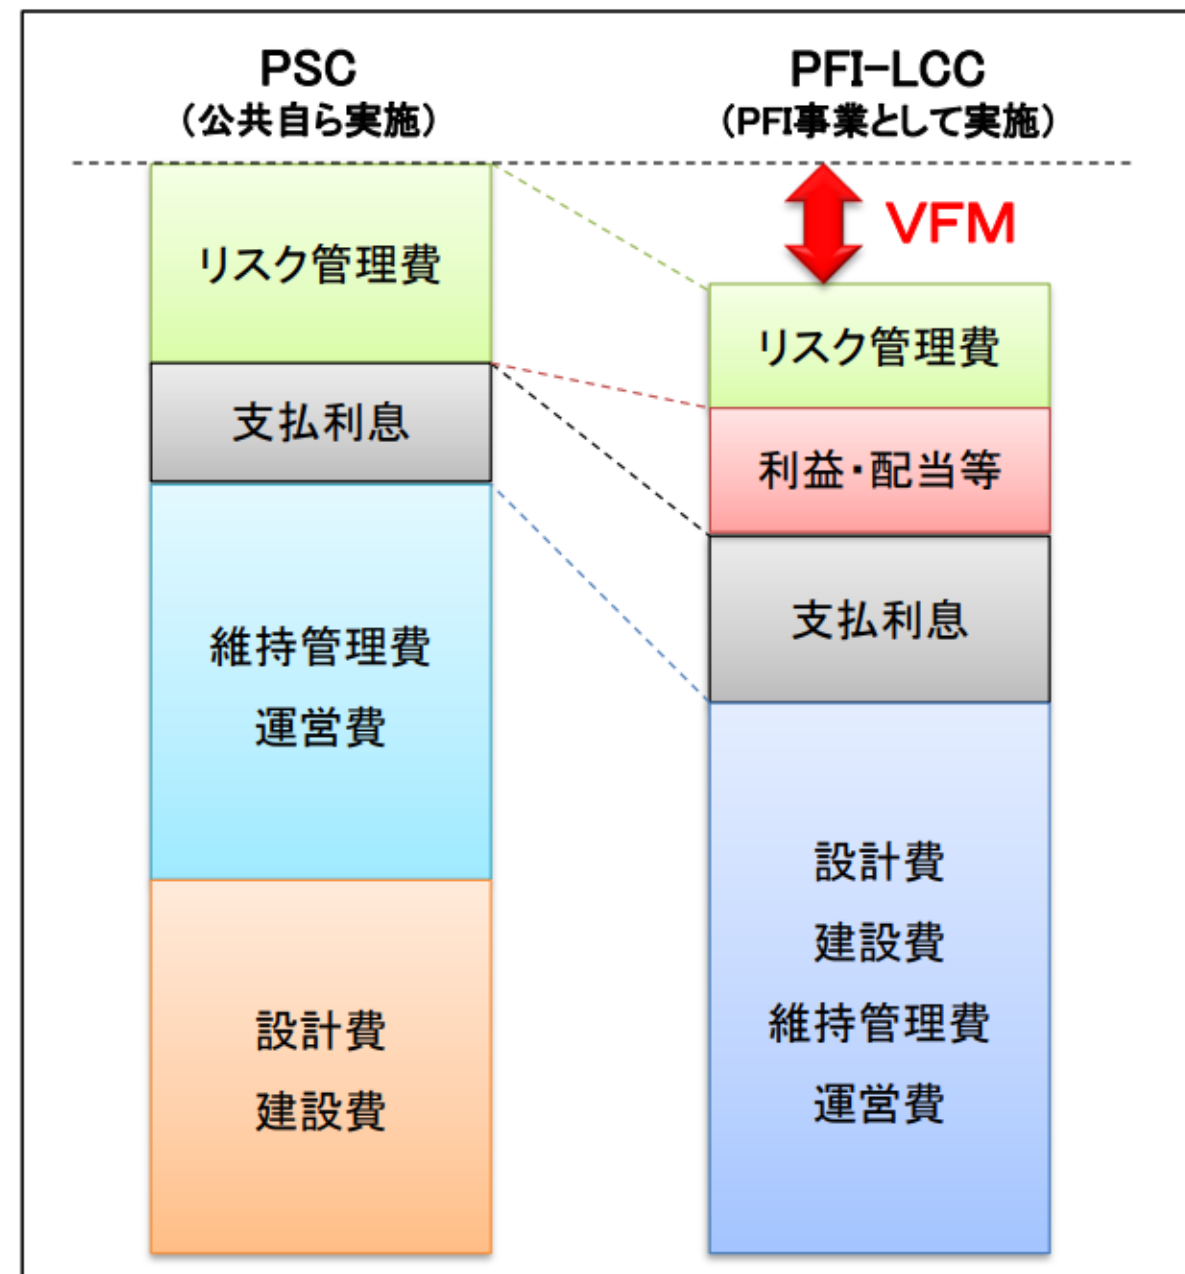 PSC
（公共自ら実施）
リスク管理費
支払利息
維持管理費
運営費
設計費
建設費
PFI-LCC
（PFI事業として実施）
VFM
リスク管理費
利益・配当等
支払利息
設計費
建設費
維持管理費
運営費